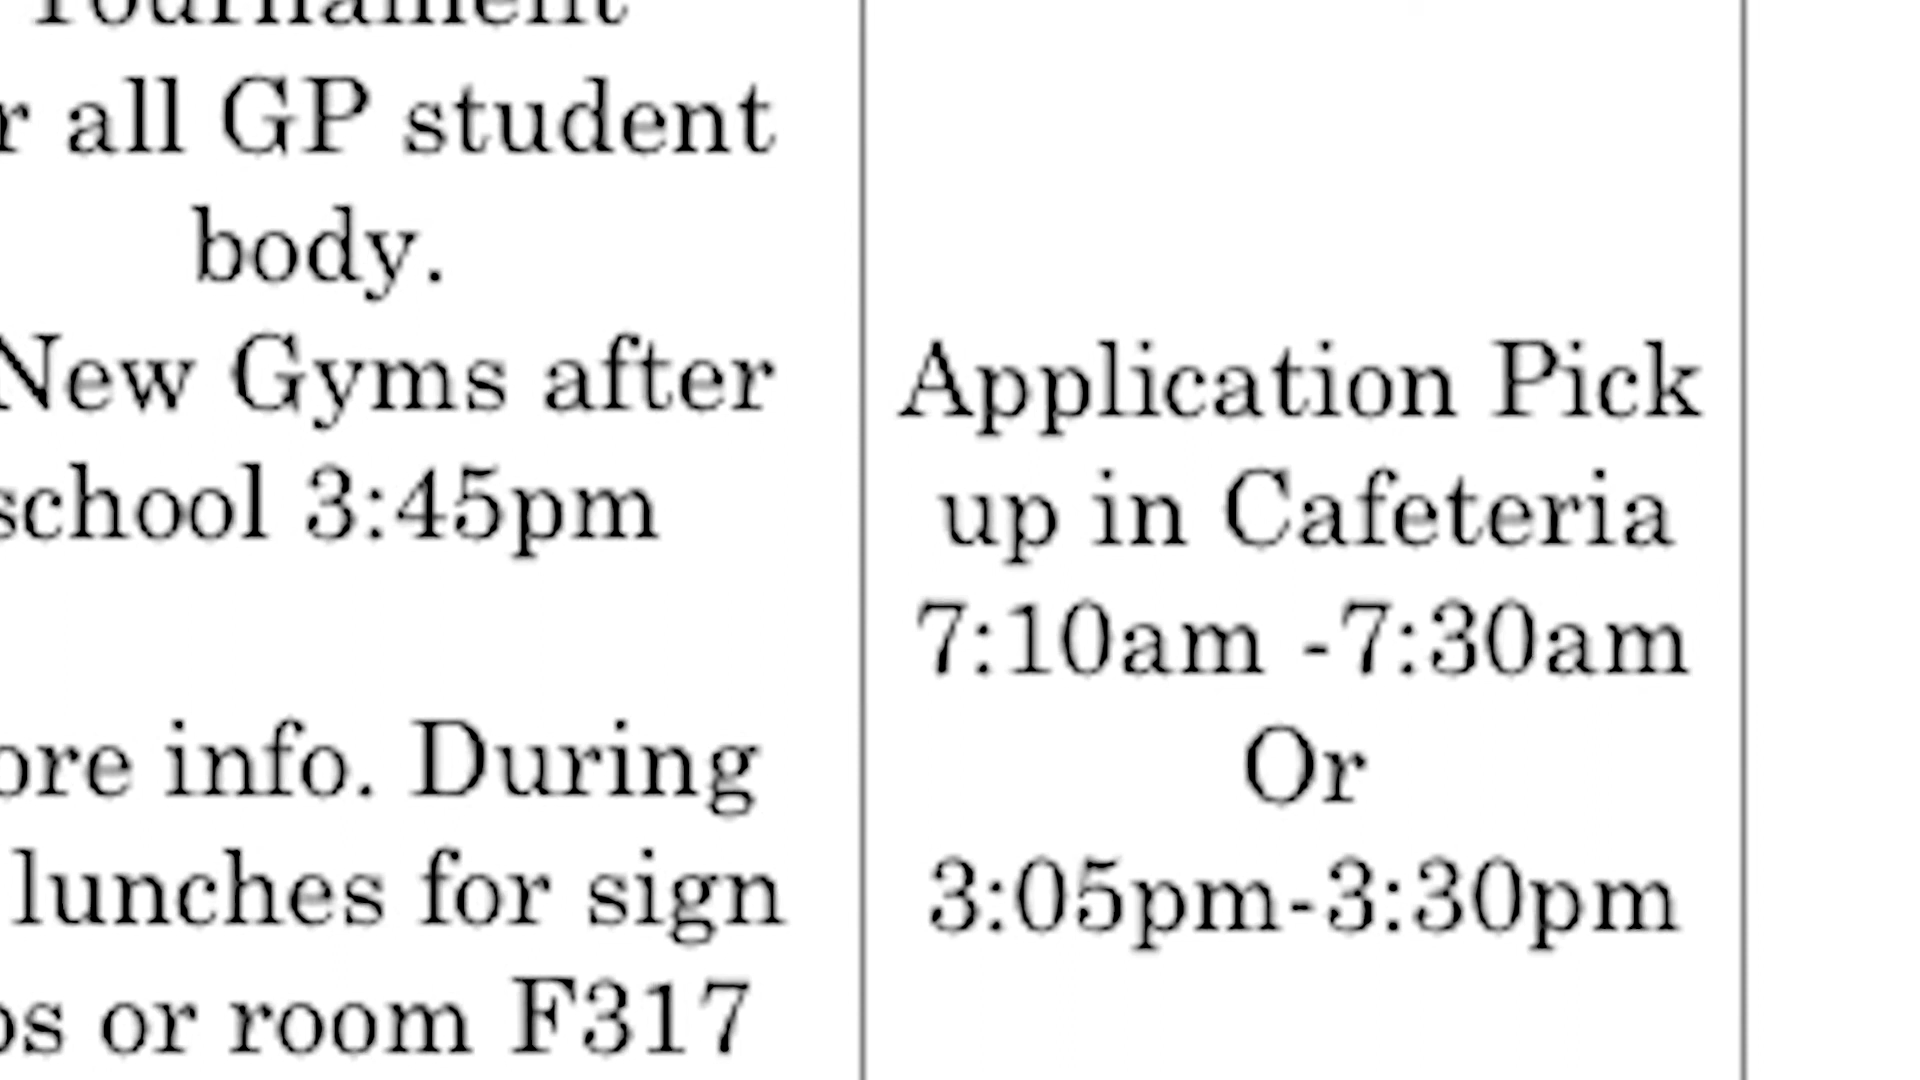 Tournament
r all GP student
body.
New Gyms after
school 3:45pm
ore info. During
lunches for sign
os or room F317
Application Pick
up in Cafeteria
7:10am -7:30am
Or
3:05pm-3:30pm